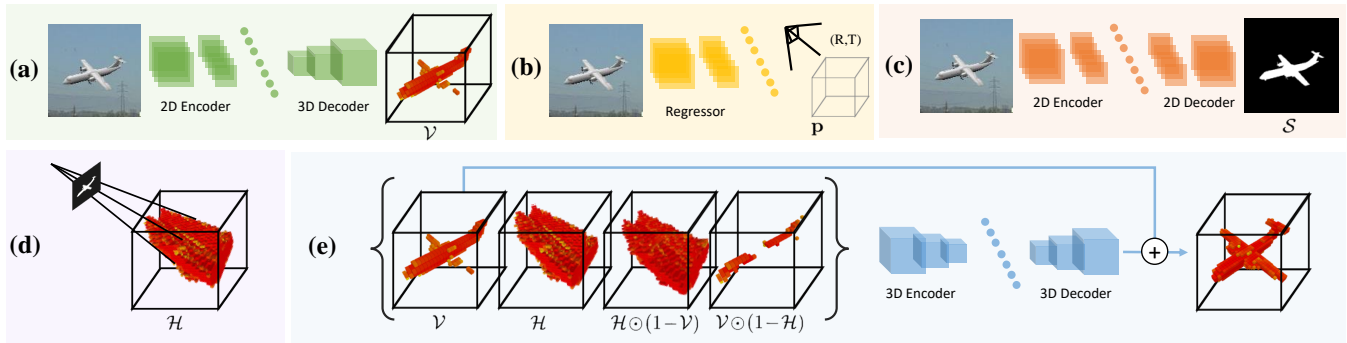 (a)
2D Encoder
3D Decoder
𝒱
(b)
Regressor
(R,T)
p
(c)
2D Encoder
2D Decoder
𝒮
(d)
ℋ
(e)
𝒱
ℋ
ℋ⊙(1−𝒱)
𝒱⊙(1−ℋ)
3D Encoder
3D Decoder
+